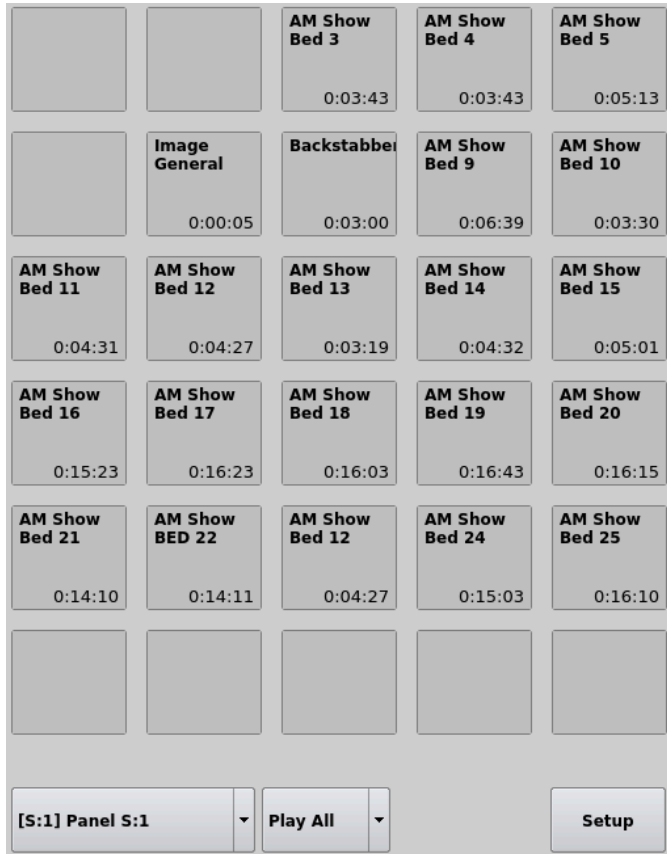 AM Show
Bed 3
0:03:43
AM Show
Bed 4
0:03:43
AM Show
Bed 5
0:05:13
Image
General
0:00:05
Backstabber
0:03:00
AM Show
Bed 9
0:06:39
AM Show
Bed 10
0:03:30
AM Show
Bed 11
0:04:31
AM Show
Bed 12
0:04:27
AM Show
Bed 13
0:03:19
AM Show
Bed 14
0:04:32
AM Show
Bed 15
0:05:01
AM Show
Bed 16
0:15:23
AM Show
Bed 17
0:16:23
AM Show
Bed 18
0:16:03
AM Show
Bed 19
0:16:43
AM Show
Bed 20
0:16:15
AM Show
Bed 21
0:14:10
AM Show
BED 22
0:14:11
AM Show
Bed 12
0:04:27
AM Show
Bed 24
0:15:03
AM Show
Bed 25
0:16:10
[S:1] Panel S:1
Play All
Setup